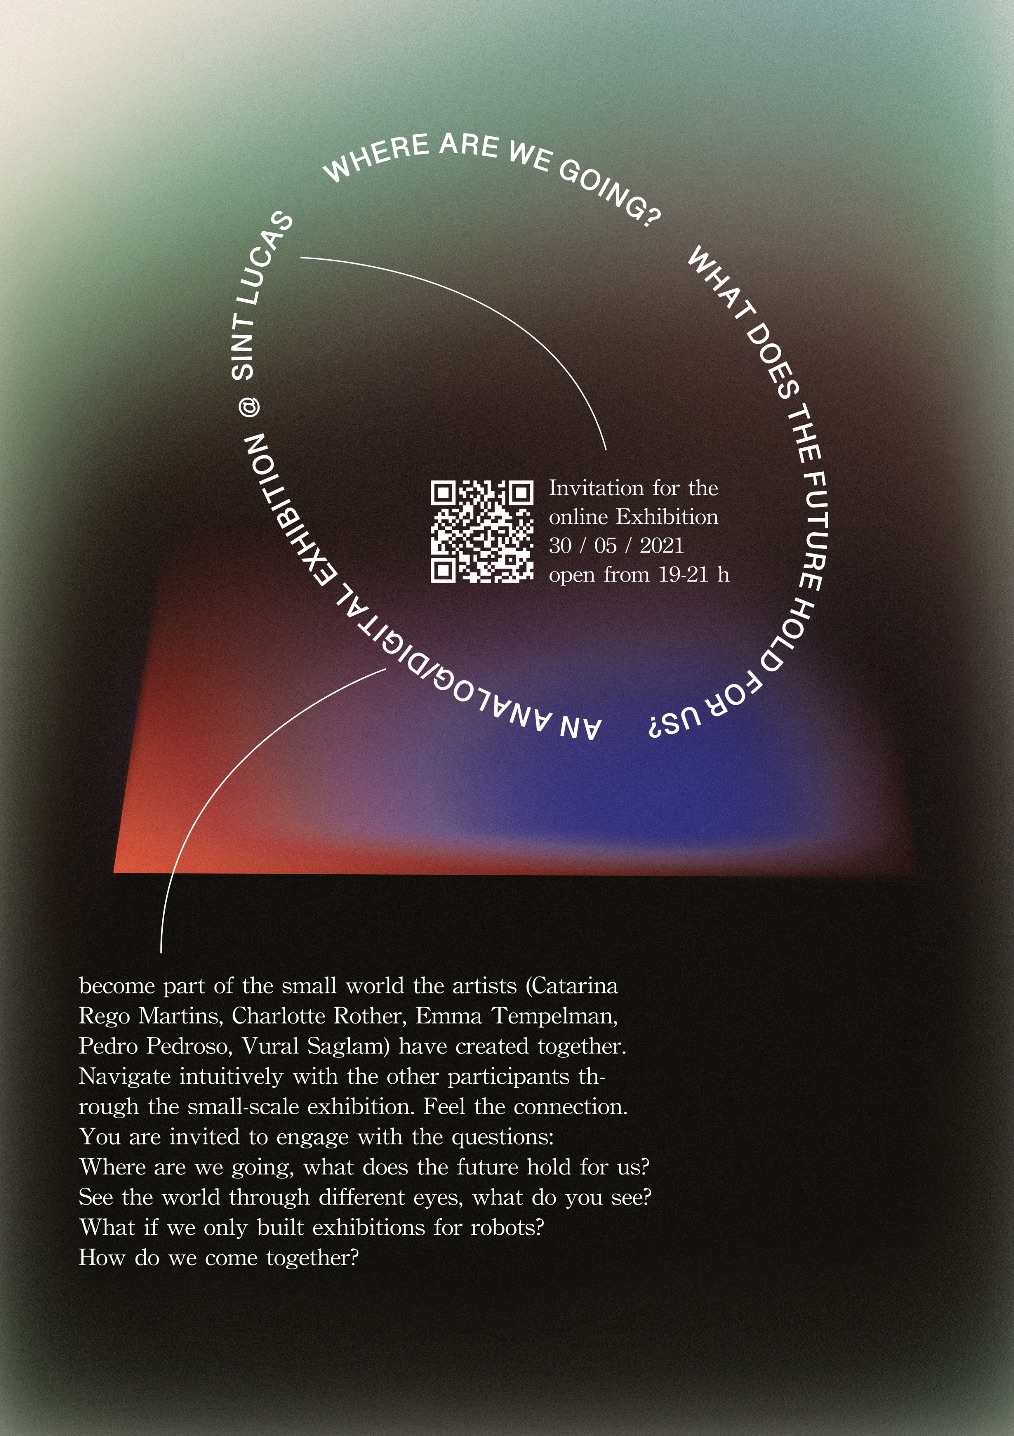 WHERE ARE WE GOING?
WHAT DOES THE FUTURE HOLD FOR US?
AN ANALOG/DIGITAL EXHIBITION @ SINT LUCAS
Invitation for the
online Exhibition
30 / 05 / 2021
open from 19-21 h
become part of the small world the artists (Catarina
Rego Martins, Charlotte Rother, Emma Tempelman,
Pedro Pedroso, Vural Saglam) have created together.
Navigate intuitively with the other participants th-
rough the small-scale exhibition. Feel the connection.
You are invited to engage with the questions:
Where are we going, what does the future hold for us?
See the world through different eyes, what do you see?
What if we only built exhibitions for robots?
How do we come together?